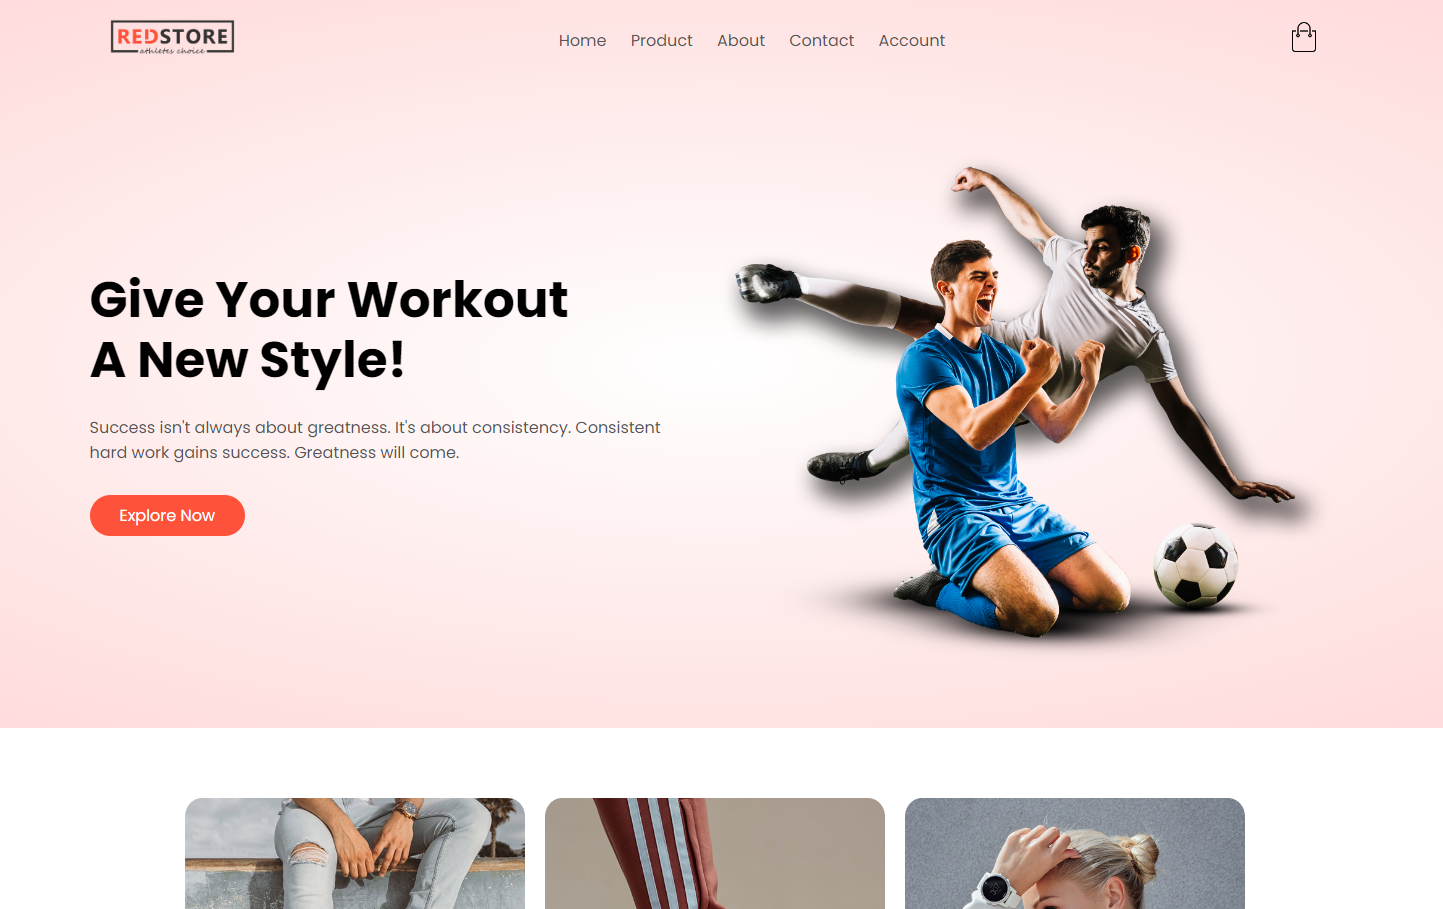 REDSTORE
athletes choice
Home Product About Contact Account
Give Your Workout
A New Style!
Success isn't always about greatness. It's about consistency. Consistent
hard work gains success. Greatness will come.
Explore Now